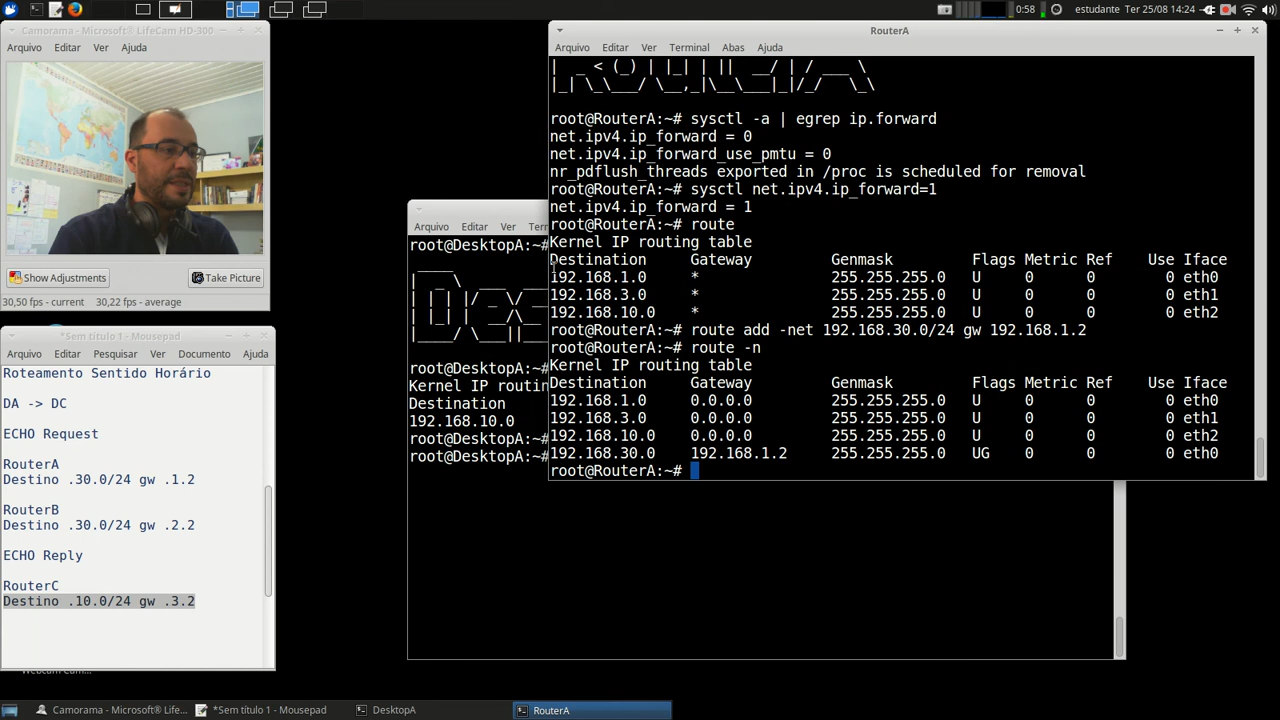 0:58
estudante
Ter 25/08 14:24
Camorama - Microsoft® LifeCam HD-300
Arquivo Editar Ver Ajuda
Show Adjustments
Take Picture
30,50 fps - current 30,22 fps - average
*Sem título 1 - Mousepad
Arquivo Editar Pesquisar Ver Documento Ajuda
Roteamento Sentido Horário
DA -> DC
ECHO Request
RouterA
Destino .30.0/24 gw .1.2
RouterB
Destino .30.0/24 gw .2.2
ECHO Reply
RouterC
Destino .10.0/24 gw .3.2
Arquivo Editar Ver
root@DesktopA:~#
Des
root@DesktopA:~#
Kernel IP routin
Destination
192.168.10.0
root@DesktopA:~#
root@DesktopA:~#
RouterA
Arquivo Editar Ver Terminal Abas Ajuda
RouterA
root@RouterA:~# sysctl -a | egrep ip.forward
net.ipv4.ip_forward = 0
net.ipv4.ip_forward_use_pmtu = 0
nr_pdflush_threads exported in /proc is scheduled for removal
root@RouterA:~# sysctl net.ipv4.ip_forward=1
net.ipv4.ip_forward = 1
root@RouterA:~# route
Kernel IP routing table
Destination Gateway Genmask Flags Metric Ref Use Iface
192.168.1.0 * 255.255.255.0 U 0 0 0 eth0
192.168.3.0 * 255.255.255.0 U 0 0 0 eth1
192.168.10.0 * 255.255.255.0 U 0 0 0 eth2
root@RouterA:~# route add -net 192.168.30.0/24 gw 192.168.1.2
root@RouterA:~# route -n
Kernel IP routing table
Destination Gateway Genmask Flags Metric Ref Use Iface
192.168.1.0 0.0.0.0 255.255.255.0 U 0 0 0 eth0
192.168.3.0 0.0.0.0 255.255.255.0 U 0 0 0 eth1
192.168.10.0 0.0.0.0 255.255.255.0 U 0 0 0 eth2
192.168.30.0 192.168.1.2 255.255.255.0 UG 0 0 0 eth0
root@RouterA:~#
Camorama - Microsoft® Life...
*Sem título 1 - Mousepad
DesktopA
RouterA